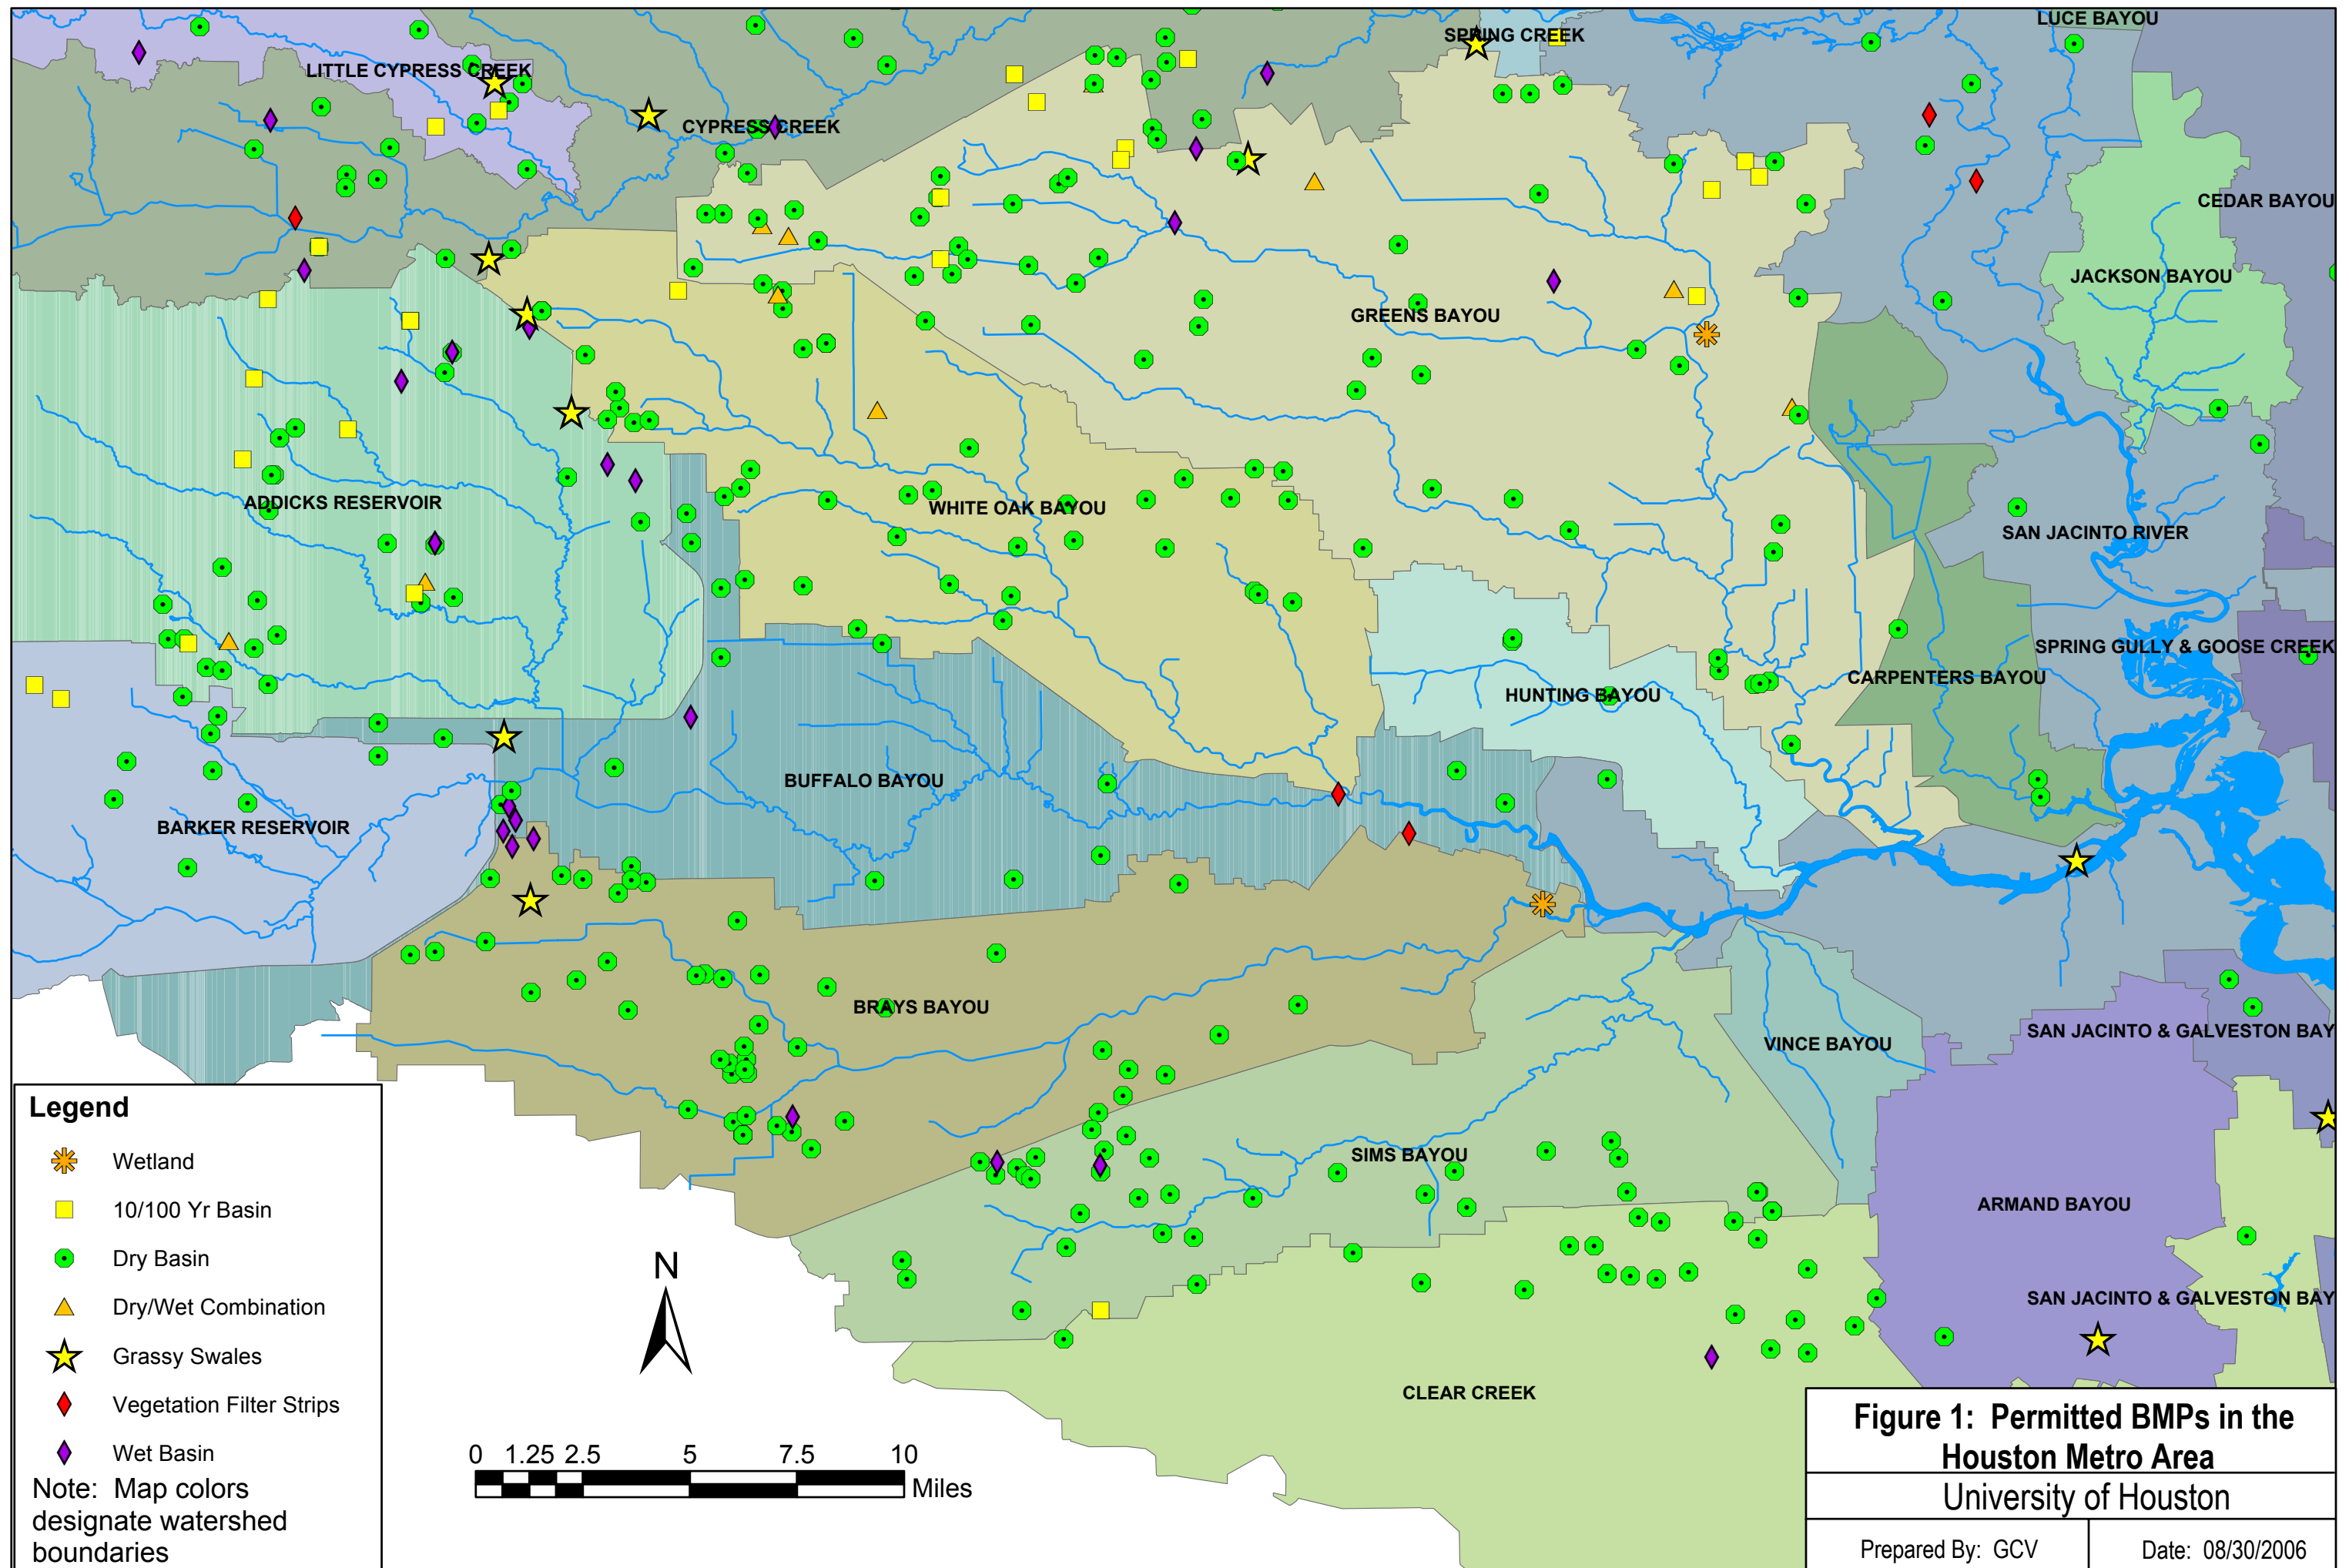 LUCE BAYOU
SPRING CREEK
LITTLE CYPRESS CREEK
CYPRESS CREEK
CEDAR BAYOU
JACKSON BAYOU
GREENS BAYOU
ADDICKS RESERVOIR
WHITE OAK BAYOU
SAN JACINTO RIVER
SPRING GULLY & GOOSE CREEK
CARPENTERS BAYOU
HUNTING BAYOU
BUFFALO BAYOU
BARKER RESERVOIR
BRAYS BAYOU
SAN JACINTO & GALVESTON BAY
VINCE BAYOU
SIMS BAYOU
ARMAND BAYOU
SAN JACINTO & GALVESTON BAY
CLEAR CREEK
Legend
Wetland
10/100 Yr Basin
Dry Basin
Dry/Wet Combination
Grassy Swales
Vegetation Filter Strips
Wet Basin
Note: Map colors
designate watershed
boundaries
N
0 1.25 2.5 5 7.5 10
Miles
Figure 1: Permitted BMPs in the
Houston Metro Area
University of Houston
Prepared By: GCV
Date: 08/30/2006